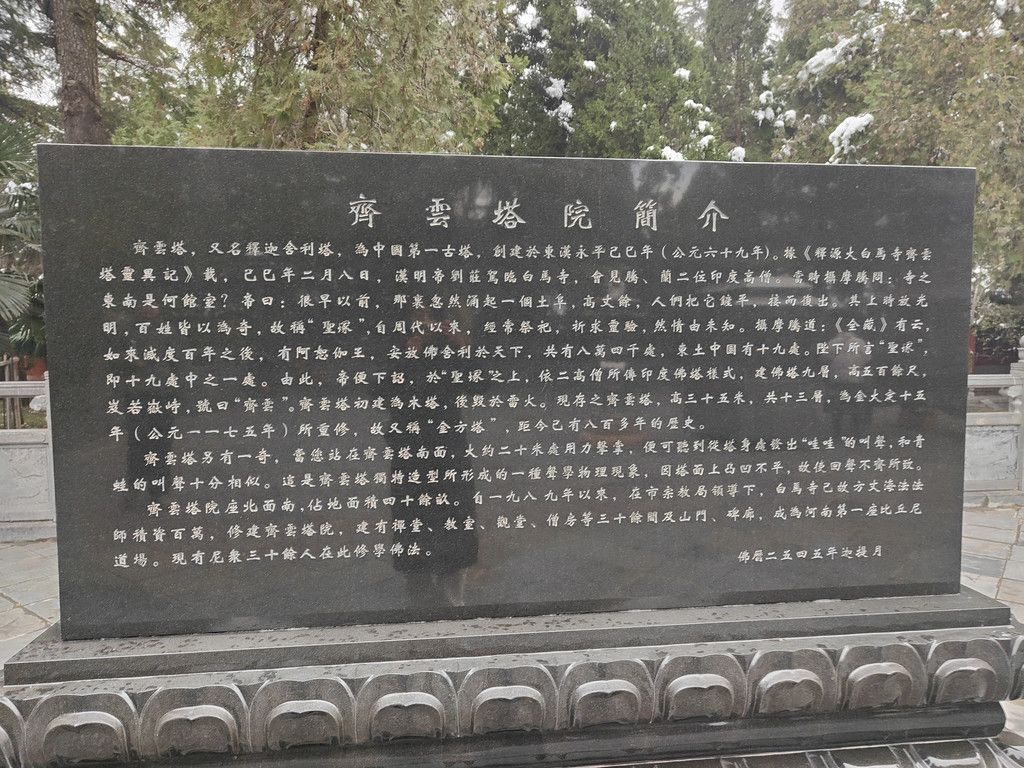 齊雲塔院簡介
齊雲塔，又名釋迦舍利塔，為中國第一古塔，創建於東漢永平己巳年（公元六十九年）。據《釋源大白馬寺齊雲
塔靈異記》載，己巳年二月八日，漢明帝劉莊駕臨白馬寺，會見騰、蘭二位印度高僧。當時攝摩騰問：寺之
東南是何館室？帝曰：很早以前，那裏忽然涌起一個土阜，高丈餘，人們把它鏟平，接而復出。其上時放光
明，百姓皆以為奇，故稱“聖塚”，自周代以來，經常祭祀，祈求靈驗，然情由未知。攝摩騰道：《金藏》有云，
如來滅度百年之後，有阿恕伽王，安放佛舍利於天下，共有八萬四千處，東土中國有十九處。陛下所言“聖塚”，
即十九處中之一處。由此，帝便下詔，於“聖塚”之上，依二高僧所傳印度佛塔樣式，建佛塔九層，高五百餘尺，
岌若嶽峙，號曰“齊雲”。齊雲塔初建為木塔，後毀於雷火。現存之齊雲塔，高三十五米，共十三層，為金大定十五
年（公元一一七五年）所重修，故又稱“金方塔”，距今已有八百多年的歷史。
齊雲塔另有一奇，當您站在齊雲塔南面，大約二十米處用力擊掌，便可聽到從塔身處發出“哇哇”的叫聲，和青
蛙的叫聲十分相似。這是齊雲塔獨特造型所形成的一種聲學物理現象，因塔面上凸凹不平，故使回聲不齊所致。
齊雲塔院座北面南，佔地面積四十餘畝。自一九八九年以來，在市宗教局領導下，白馬寺已故方丈海法法
師積資百萬，修建齊雲塔院，建有禪堂、教室、觀堂、僧房等三十餘間及山門、碑廊，成為河南第一座比丘尼
道場。現有尼衆三十餘人在此修學佛法。
佛曆二五四五年迦提月